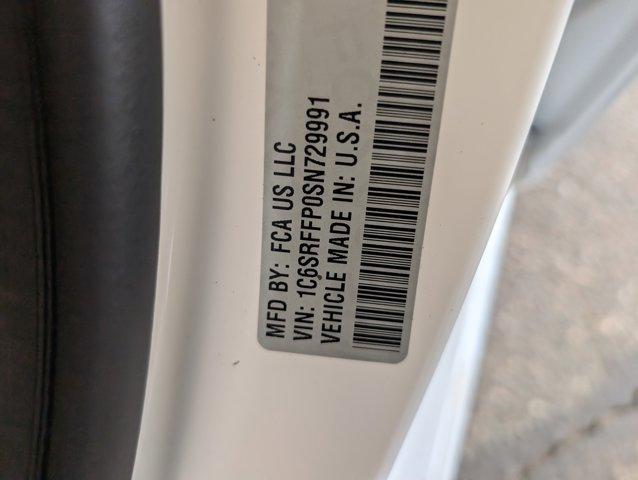 MFD BY: FCA US LLC
VIN: 1C6SRFFP0SN729991
VEHICLE MADE IN: U.S.A.